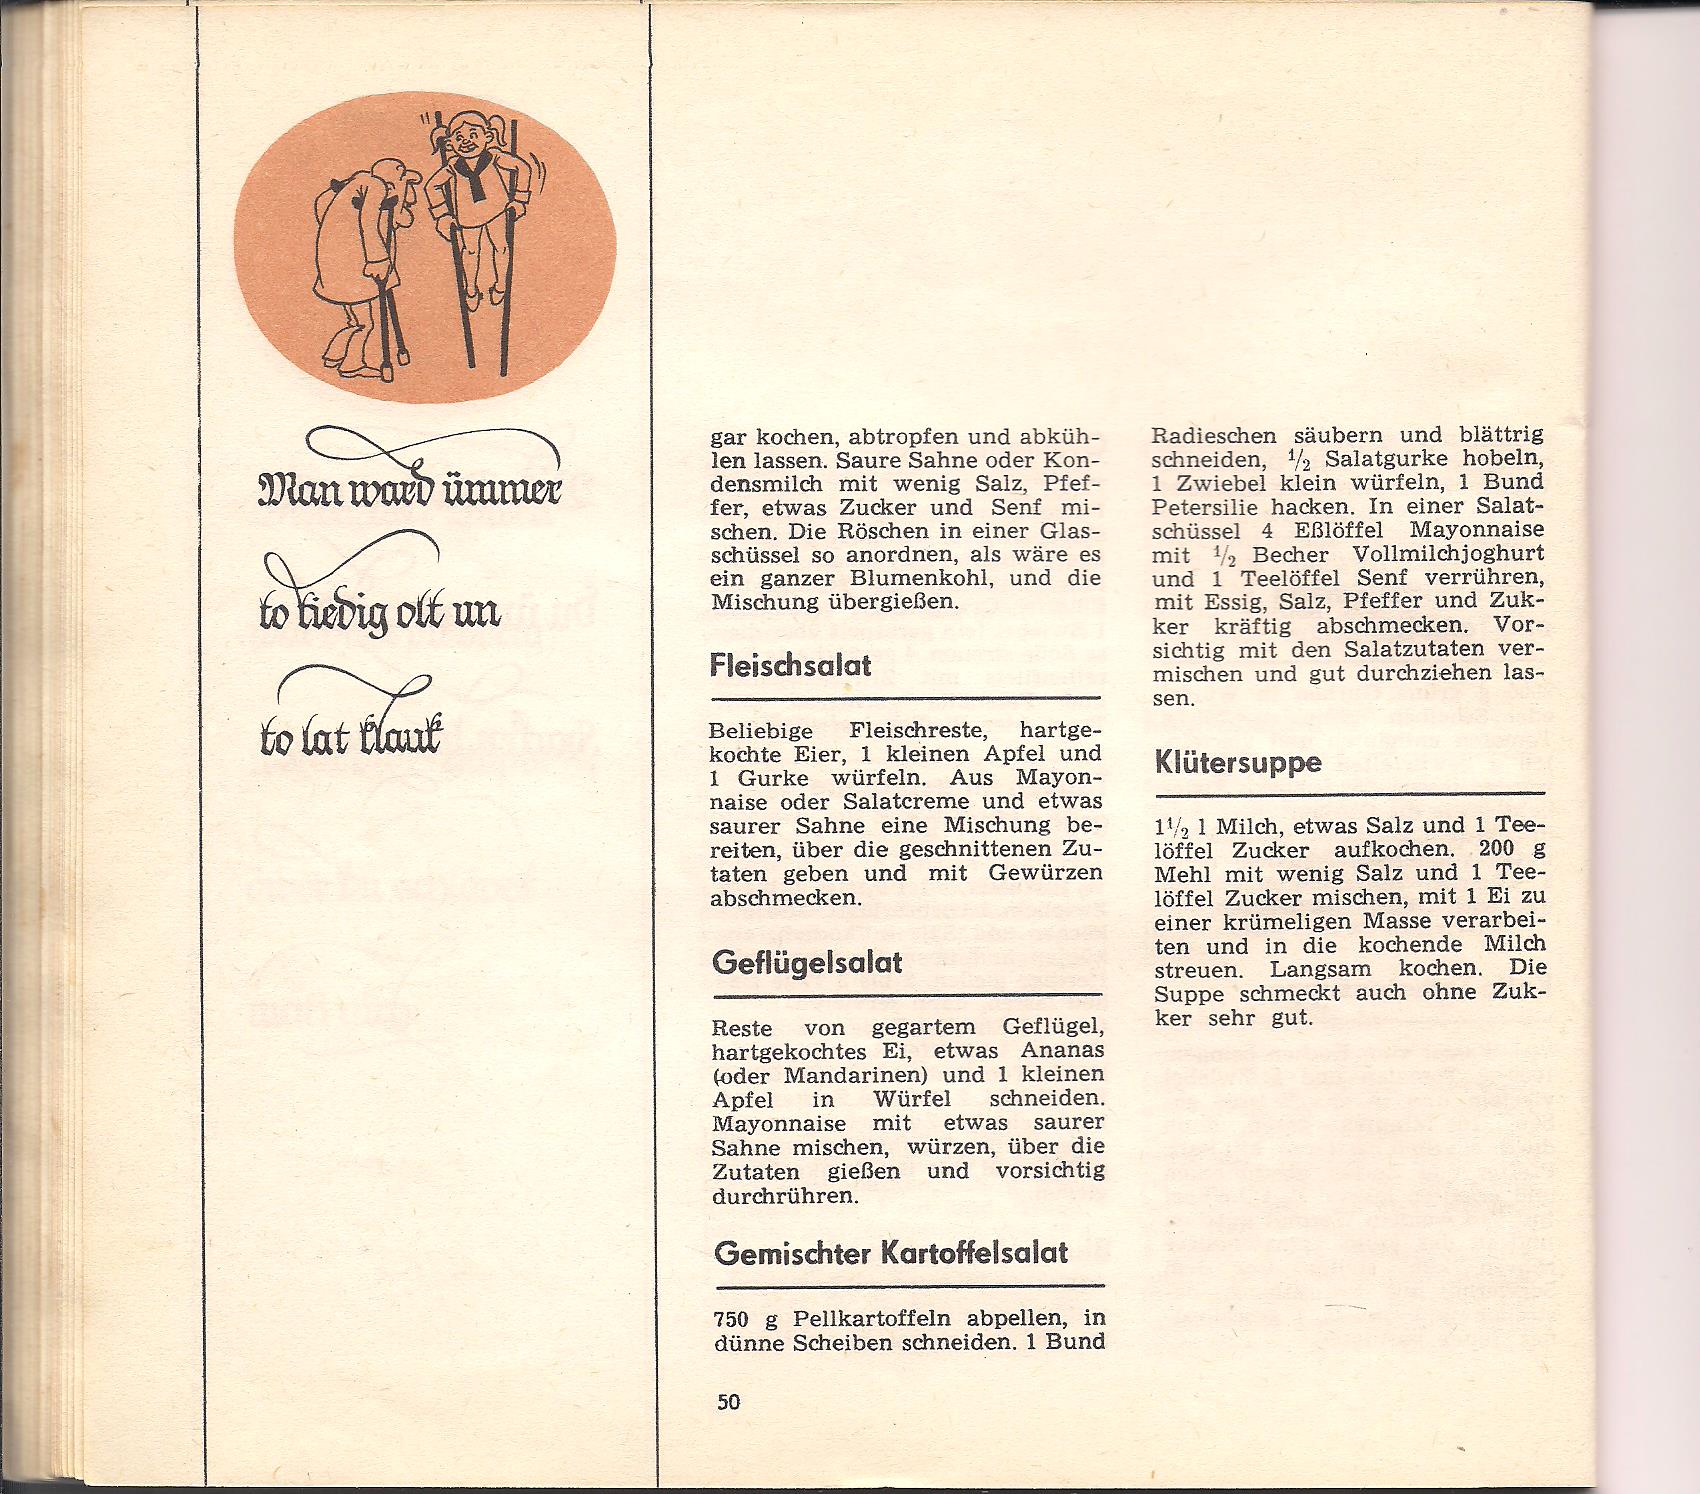 Man ward ümmer
to tiedig olt un
to lat klauk
gar kochen, abtropfen und abküh-
len lassen. Saure Sahne oder Kon-
densmilch mit wenig Salz, Pfef-
fer, etwas Zucker und Senf mi-
schen. Die Röschen in einer Glas-
schüssel so anordnen, als wäre es
ein ganzer Blumenkohl, und die
Mischung übergießen.
Fleischsalat
Beliebige Fleischreste, hartge-
kochte Eier, 1 kleinen Apfel und
1 Gurke würfeln. Aus Mayon-
naise oder Salatcreme und etwas
saurer Sahne eine Mischung be-
reiten, über die geschnittenen Zu-
taten geben und mit Gewürzen
abschmecken.
Geflügelsalat
Reste von gegartem Geflügel,
hartgekochtes Ei, etwas Ananas
(oder Mandarinen) und 1 kleinen
Apfel in Würfel schneiden.
Mayonnaise mit etwas saurer
Sahne mischen, würzen, über die
Zutaten gießen und vorsichtig
durchrühren.
Gemischter Kartoffelsalat
750 g Pellkartoffeln abpellen, in
dünne Scheiben schneiden. 1 Bund
Radieschen säubern und blättrig
schneiden, 1/2 Salatgurke hobeln,
1 Zwiebel klein würfeln, 1 Bund
Petersilie hacken. In einer Salat-
schüssel 4 Eßlöffel Mayonnaise
mit 1/2 Becher Vollmilchjoghurt
und 1 Teelöffel Senf verrühren,
mit Essig, Salz, Pfeffer und Zuk-
ker kräftig abschmecken. Vor-
sichtig mit den Salatzutaten ver-
mischen und gut durchziehen las-
sen.
Klütersuppe
1 1/2 l Milch, etwas Salz und 1 Tee-
löffel Zucker aufkochen. 200 g
Mehl mit wenig Salz und 1 Tee-
löffel Zucker mischen, mit 1 Ei zu
einer krümeligen Masse verarbei-
ten und in die kochende Milch
streuen. Langsam kochen. Die
Suppe schmeckt auch ohne Zuk-
ker sehr gut.
50